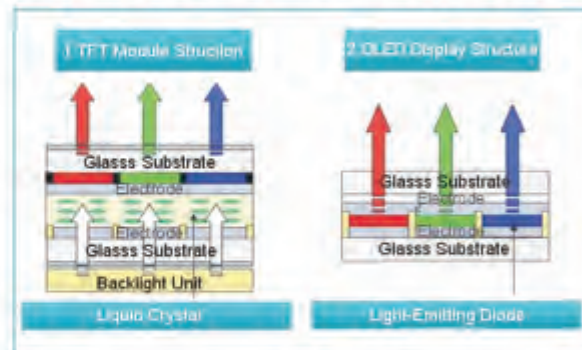 1 TFT Module Struction
2 OLED Display Structure
Glasss Substrate
Electrode
Electrode
Glasss Substrate
Backlight Unit
Liquid Crystar
Glasss Substrate
Electrode
Electrode
Glasss Substrate
Light-Emitting Diode